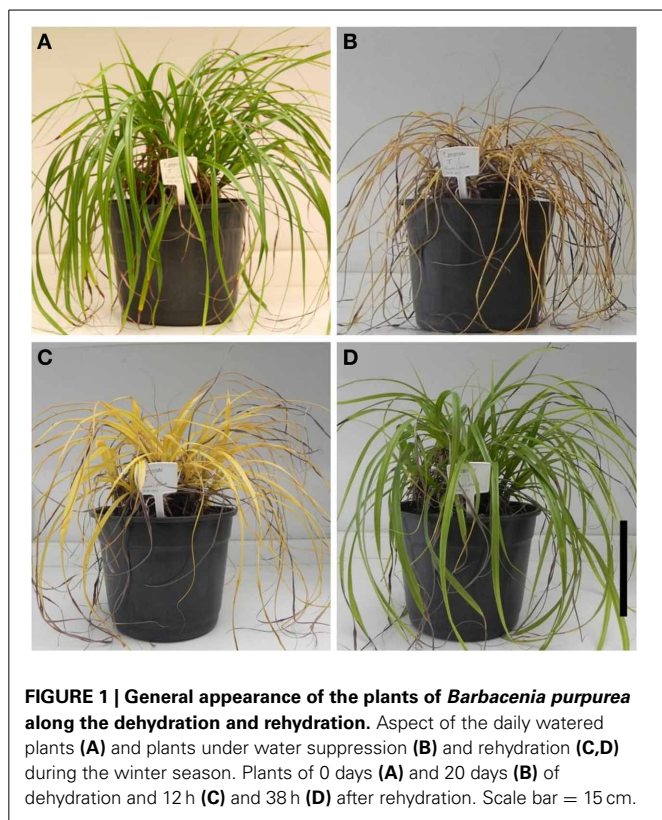 A
B
C
D
FIGURE 1 | General appearance of the plants of Barbacenia purpurea
along the dehydration and rehydration. Aspect of the daily watered
plants (A) and plants under water suppression (B) and rehydration (C,D)
during the winter season. Plants of 0 days (A) and 20 days (B) of
dehydration and 12 h (C) and 38 h (D) after rehydration. Scale bar = 15 cm.